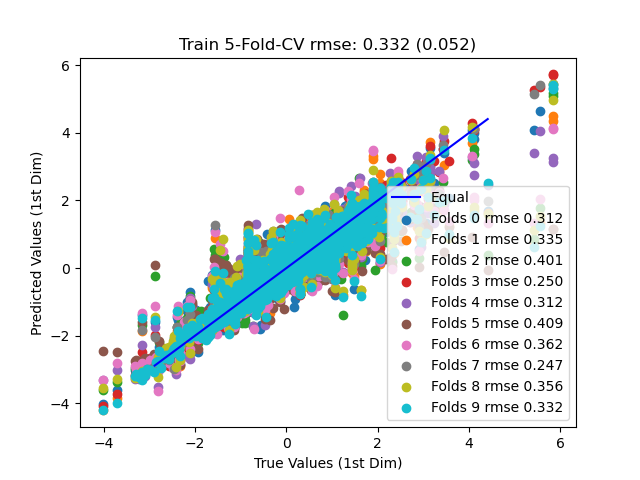 Train 5-Fold-CV rmse: 0.332 (0.052)
6
4
2
0
−2
−4
Predicted Values (1st Dim)
Equal
Folds 0 rmse 0.312
Folds 1 rmse 0.335
Folds 2 rmse 0.401
Folds 3 rmse 0.250
Folds 4 rmse 0.312
Folds 5 rmse 0.409
Folds 6 rmse 0.362
Folds 7 rmse 0.247
Folds 8 rmse 0.356
Folds 9 rmse 0.332
−4 −2 0 2 4 6
True Values (1st Dim)